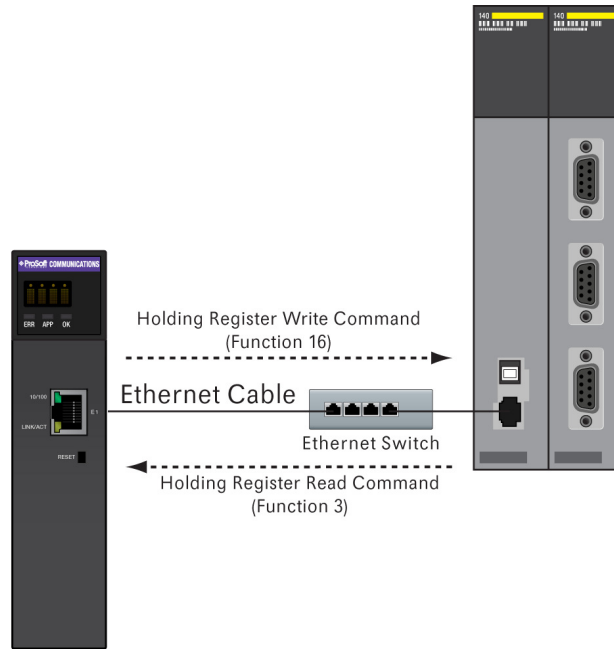 140
140
ProSoft COMMUNICATIONS
ERR APP OK
Holding Register Write Command
(Function 16)
10/100
E 1
LINK/ACT
RESET
Ethernet Cable
Ethernet Switch
Holding Register Read Command
(Function 3)